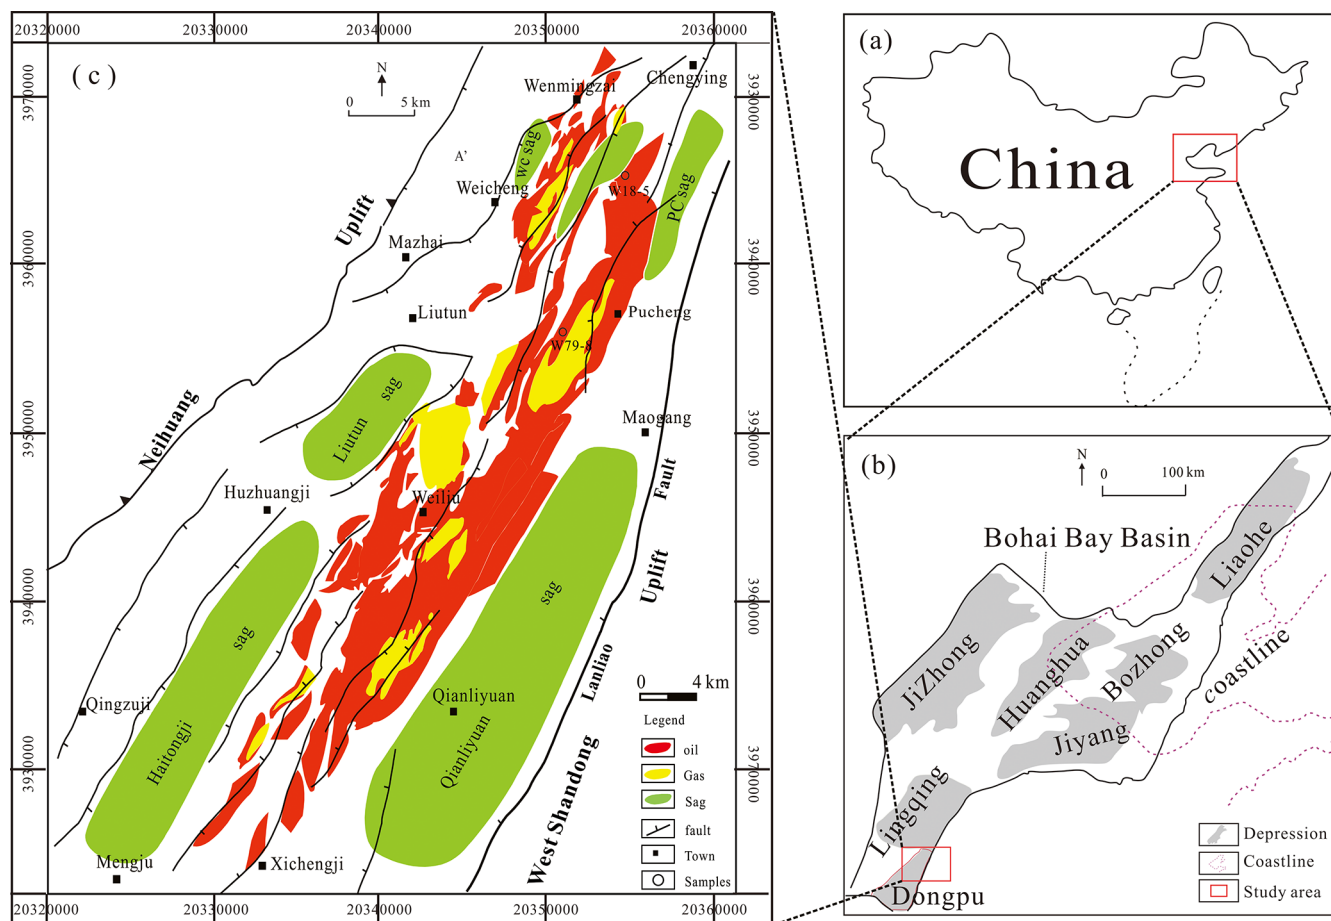 20320000 20330000 20340000 20350000 20360000
( c )
N
0 5 km
Wenmingzai
Chengying
3970000
3930000
wc sag
A'
Weicheng
W18-5
PC sag
Uplift
Mazhai
3960000
3940000
Liutun
Pucheng
W79-8
Liutun sag
Neihuang
Maogang
3950000
3950000
Fault
Huzhuangji
Weiliu
Uplift
3940000
3960000
sag
sag
Lanliao
Qingzuji
Qianliyuan
Haitongji
Qianliyuan
West Shandong
3930000
3970000
Mengju
Xichengji
0 4 km
Legend
oil
Gas
Sag
fault
Town
Samples
20320000 20330000 20340000 20350000 20360000
(a)
China
(b)
N
0 100 km
Bohai Bay Basin
Liaohe
JiZhong
Huanghua
Bozhong
coastline
Jiyang
Lingqing
Dongpu
Depression
Coastline
Study area